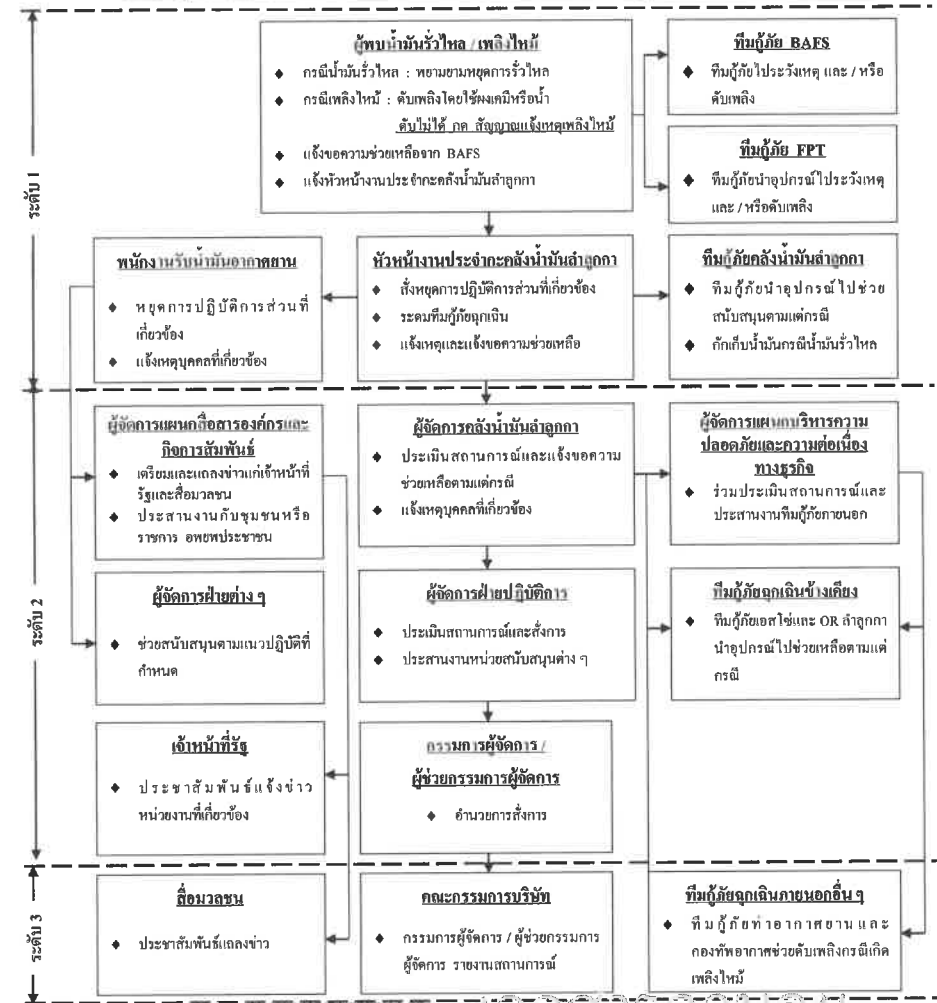 ระดับ 1
ผู้พบน้ำมันรั่วไหล / เพลิงไหม้
◆ กรณีน้ำมันรั่วไหล : พยามยามหยุดการรั่วไหล
◆ กรณีเพลิงไหม้ : ดับเพลิงโดยใช้ผงเคมีหรือน้ำ
ดับไม่ได้ กด สัญญาณแจ้งเหตุเพลิงไหม้
◆ แจ้งขอความช่วยเหลือจาก BAFS
◆ แจ้งหัวหน้างานประจำกะคลังน้ำมันลำลูกกา
ทีมกู้ภัย BAFS
◆ ทีมกู้ภัยไประวังเหตุ และ / หรือ
ดับเพลิง
ทีมกู้ภัย FPT
◆ ทีมกู้ภัยนำอุปกรณ์ไประวังเหตุ
และ / หรือดับเพลิง
พนักงานรับน้ำมันอากาศยาน
◆ หยุดการปฏิบัติการส่วนที่
เกี่ยวข้อง
◆ แจ้งเหตุบุคคลที่เกี่ยวข้อง
หัวหน้างานประจำกะคลังน้ำมันลำลูกกา
◆ สั่งหยุดการปฏิบัติการส่วนที่เกี่ยวข้อง
◆ ระดมทีมกู้ภัยฉุกเฉิน
◆ แจ้งเหตุและแจ้งขอความช่วยเหลือ
ทีมกู้ภัยคลังน้ำมันลำลูกกา
◆ ทีมกู้ภัยนำอุปกรณ์ไปช่วย
สนับสนุนตามแต่กรณี
◆ กักเก็บน้ำมันกรณีน้ำมันรั่วไหล
ระดับ 2
ผู้จัดการแผนกสื่อสารองค์กรและ
กิจการสัมพันธ์
◆ เตรียมและแถลงข่าวแก่เจ้าหน้าที่
รัฐและสื่อมวลชน
◆ ประสานงานกับชุมชนหรือ
ราชการ อพยพประชาชน
ผู้จัดการคลังน้ำมันลำลูกกา
◆ ประเมินสถานการณ์และแจ้งขอความ
ช่วยเหลือตามแต่กรณี
◆ แจ้งเหตุบุคคลที่เกี่ยวข้อง
ผู้จัดการแผนกบริหารความ
ปลอดภัยและความต่อเนื่อง
ทางธุรกิจ
◆ ร่วมประเมินสถานการณ์และ
ประสานงานทีมกู้ภัยภายนอก
ผู้จัดการฝ่ายต่าง ๆ
◆ ช่วยสนับสนุนตามแนวปฏิบัติที่
กำหนด
ผู้จัดการฝ่ายปฏิบัติการ
◆ ประเมินสถานการณ์และสั่งการ
◆ ประสานงานหน่วยสนับสนุนต่าง ๆ
ทีมกู้ภัยฉุกเฉินข้างเคียง
◆ ทีมกู้ภัยเอสโซ่และ OR ลำลูกกา
นำอุปกรณ์ไปช่วยเหลือตามแต่
กรณี
เจ้าหน้าที่รัฐ
◆ ประชาสัมพันธ์แจ้งข่าว
หน่วยงานที่เกี่ยวข้อง
กรรมการผู้จัดการ /
ผู้ช่วยกรรมการผู้จัดการ
◆ อำนวยการสั่งการ
ระดับ 3
สื่อมวลชน
◆ ประชาสัมพันธ์แถลงข่าว
คณะกรรมการบริษัท
◆ กรรมการผู้จัดการ / ผู้ช่วยกรรมการ
ผู้จัดการ รายงานสถานการณ์
ทีมกู้ภัยฉุกเฉินภายนอกอื่น ๆ
◆ ทีมกู้ภัยท่าอากาศยานและ
กองทัพอากาศช่วยดับเพลิงกรณีเกิด
เพลิงไหม้